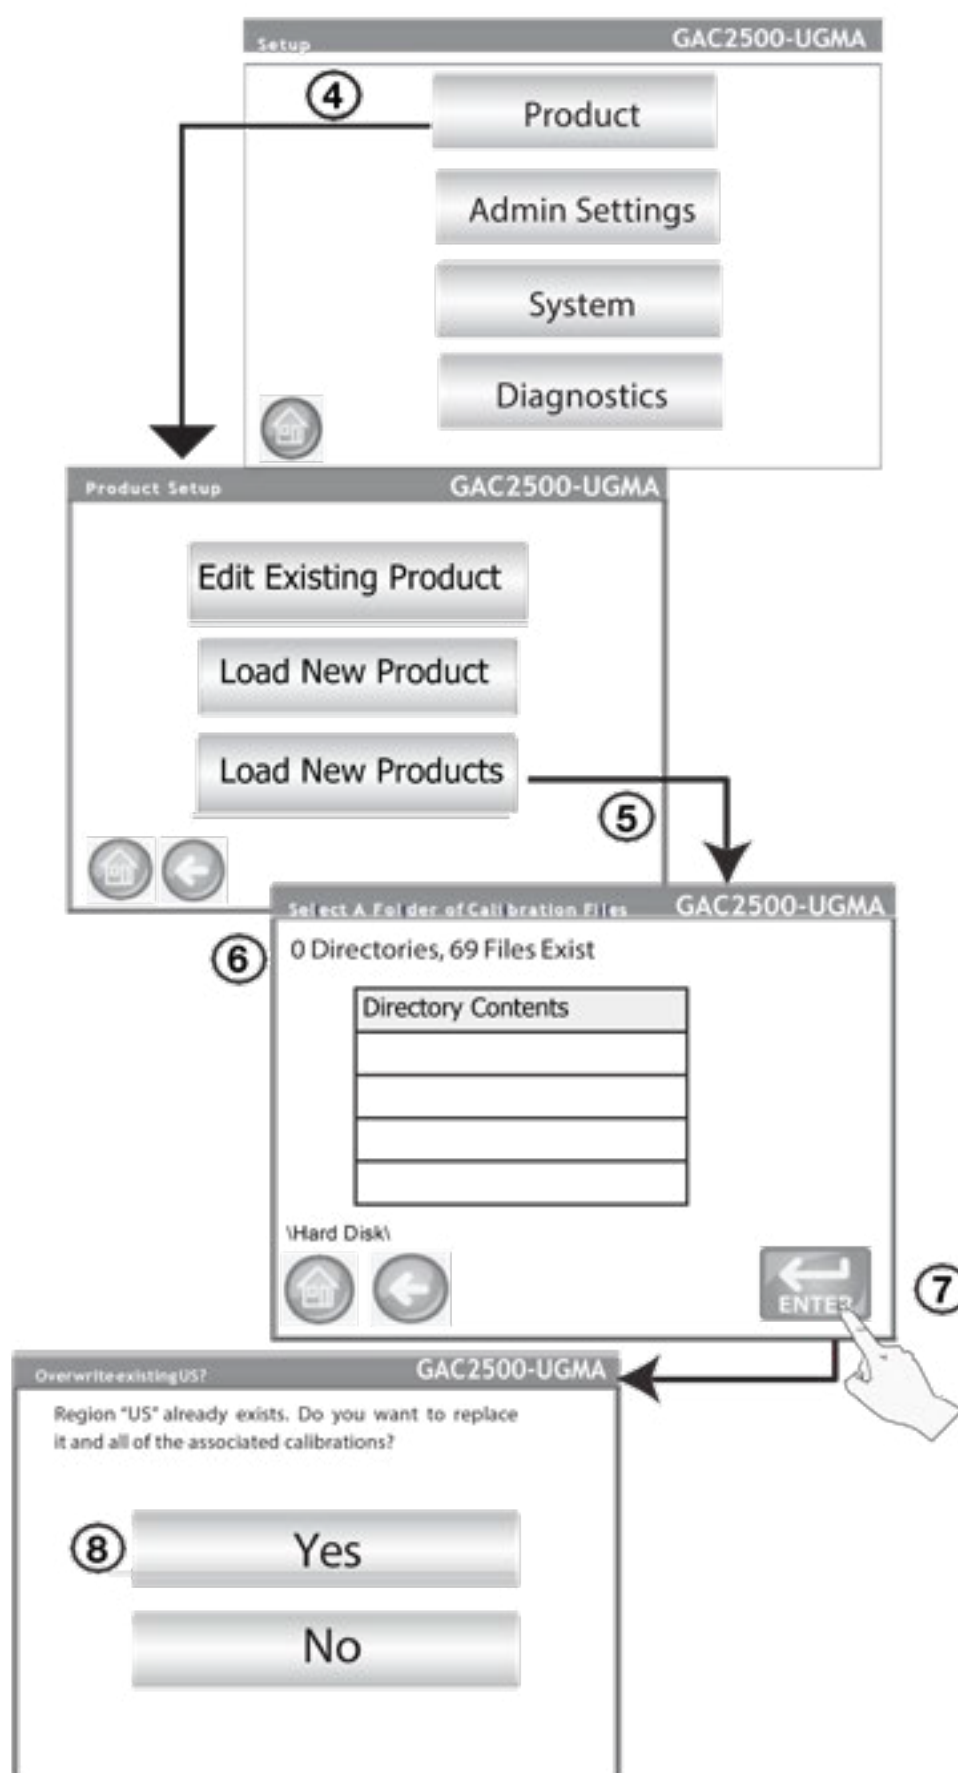 Setup GAC2500-UGMA
4
Product
Admin Settings
System
Diagnostics
Product Setup GAC2500-UGMA
Edit Existing Product
Load New Product
Load New Products
5
Select A Folder of Calibration Files GAC2500-UGMA
6
0 Directories, 69 Files Exist
Directory Contents
\Hard Disk\
ENTER
7
Overwrite existing US? GAC2500-UGMA
Region "US" already exists. Do you want to replace
it and all of the associated calibrations?
8
Yes
No